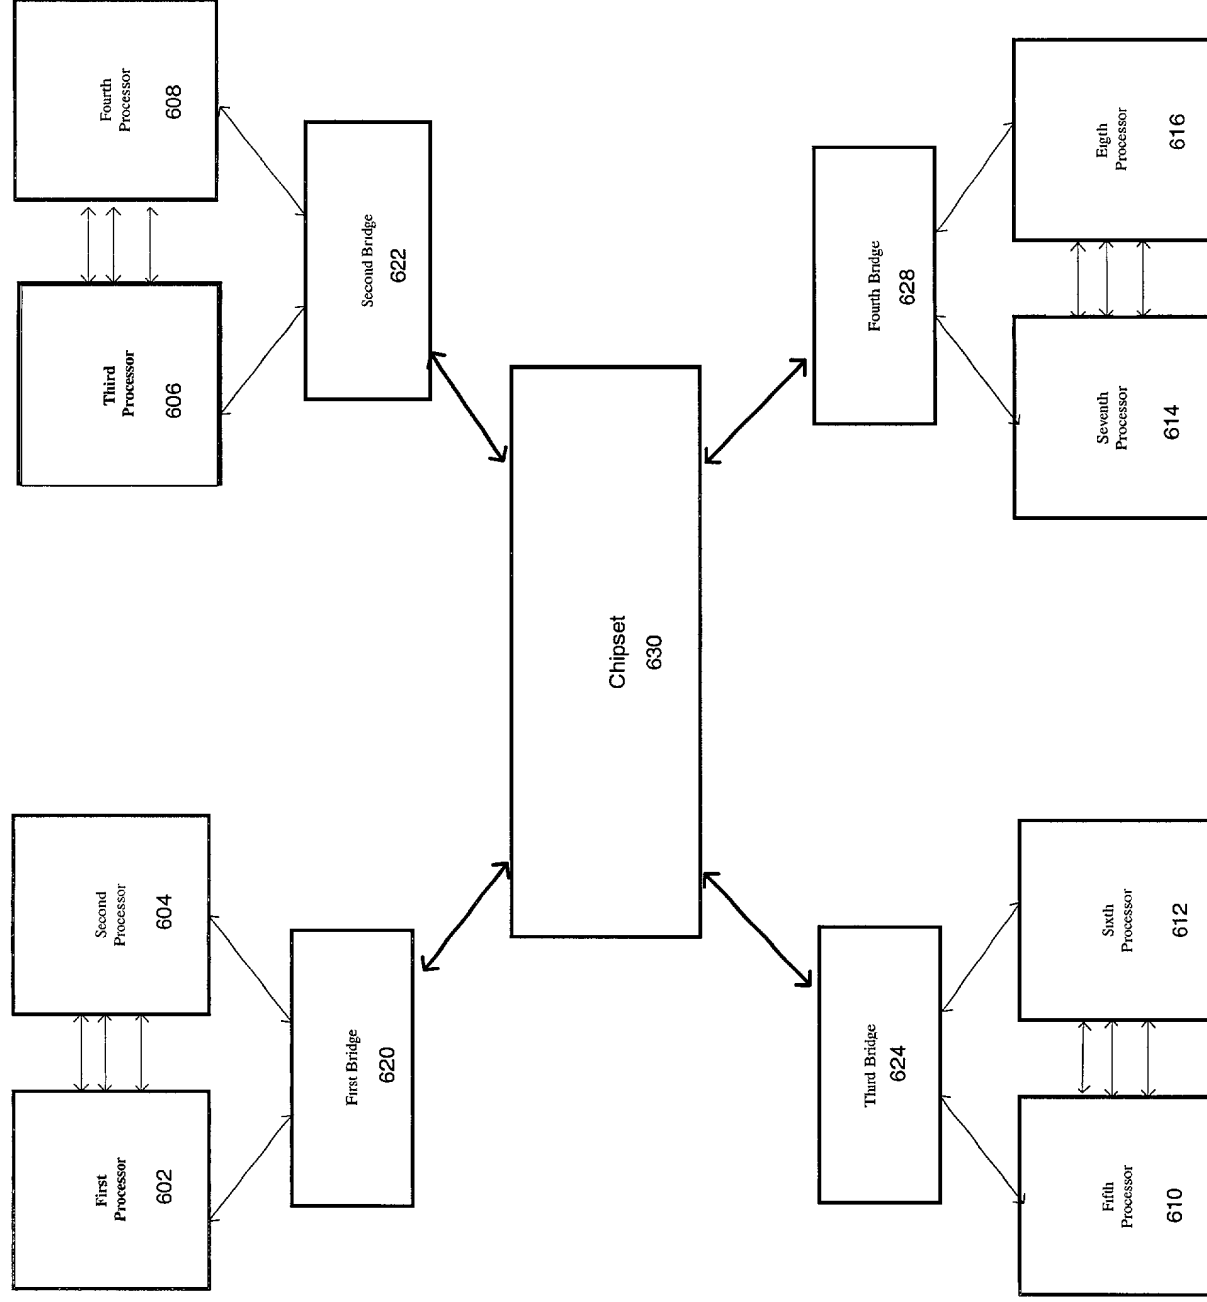 First
Processor
602
Second
Processor
604
Third
Processor
606
Fourth
Processor
608
First Bridge
620
Second Bridge
622
Chipset
630
Third Bridge
624
Fourth Bridge
628
Fifth
Processor
610
Sixth
Processor
612
Seventh
Processor
614
Eigth
Processor
616